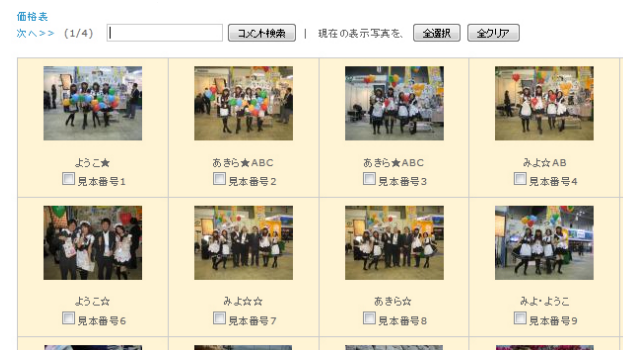 価格表
次へ>> (1/4) コメント検索 | 現在の表示写真を、 全選択 全クリア
ようこ★ あきら★ABC あきら★ABC みよ☆AB
見本番号1 見本番号2 見本番号3 見本番号4
ようこ☆ みよ☆☆ あきら☆ みよ・ようこ
見本番号6 見本番号7 見本番号8 見本番号9